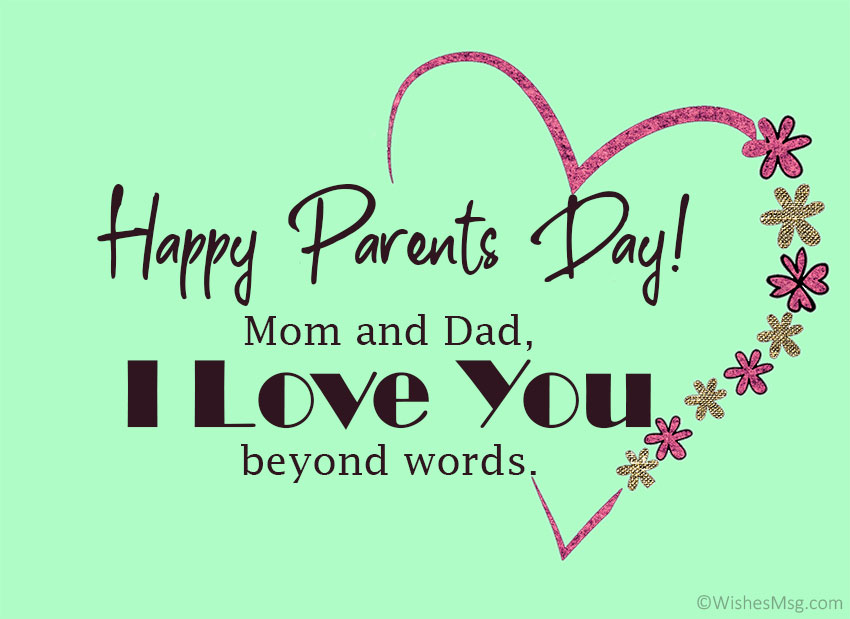 Happy Parents Day!
Mom and Dad,
I Love You
beyond words.
©WishesMsg.com